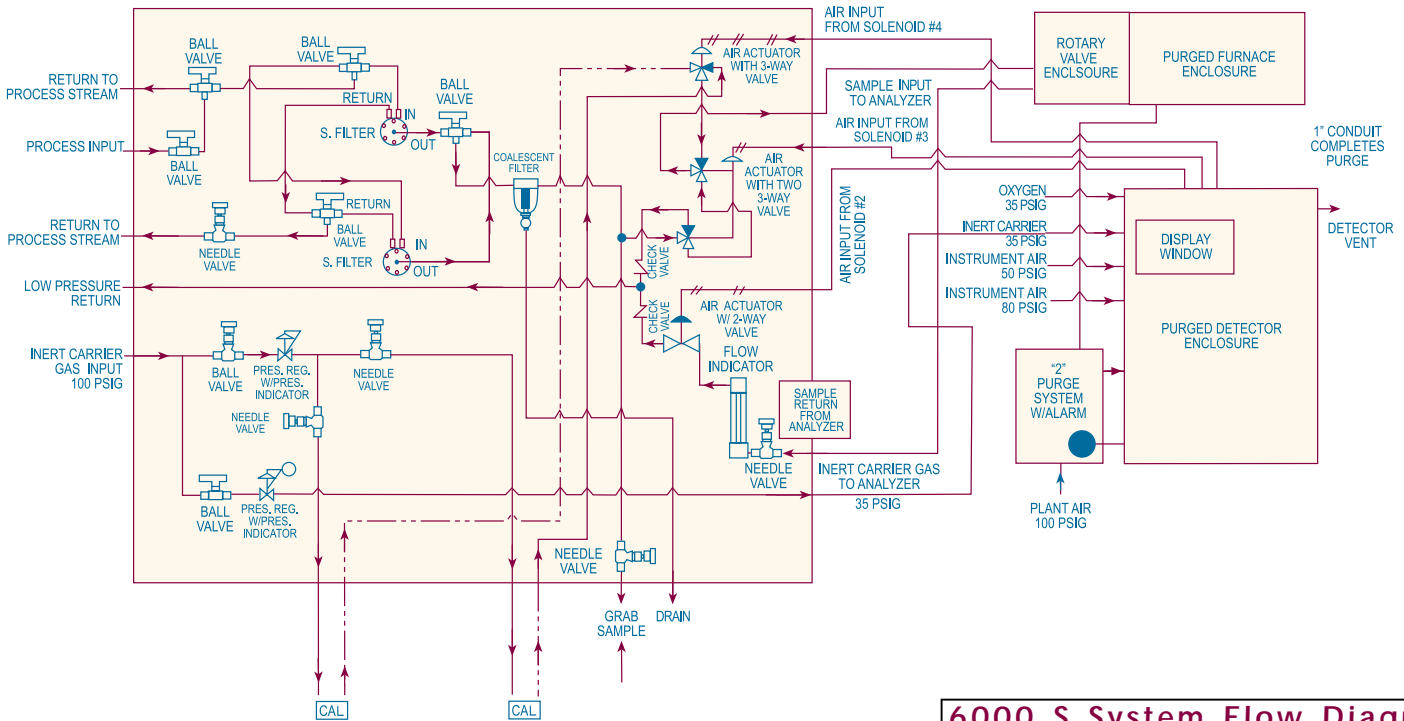 AIR INPUT
FROM SOLENOID #4
BALL
VALVE
BALL
VALVE
AIR ACTUATOR
WITH 3-WAY
VALVE
ROTARY
VALVE
ENCLSOURE
PURGED FURNACE
ENCLOSURE
RETURN TO
PROCESS STREAM
BALL
VALVE
RETURN
IN
S. FILTER
OUT
SAMPLE INPUT
TO ANALYZER
AIR INPUT FROM
SOLENOID #3
1" CONDUIT
COMPLETES
PURGE
PROCESS INPUT
BALL
VALVE
COALESCENT
FILTER
AIR
ACTUATOR
WITH TWO
3-WAY
VALVE
OXYGEN
35 PSIG
RETURN TO
PROCESS STREAM
RETURN
NEEDLE
VALVE
BALL
VALVE
IN
S. FILTER
OUT
CHECK
VALVE
AIR INPUT FROM
SOLENOID #2
INERT CARRIER
35 PSIG
DISPLAY
WINDOW
DETECTOR
VENT
INSTRUMENT AIR
50 PSIG
LOW PRESSURE
RETURN
CHECK
VALVE
AIR ACTUATOR
W/ 2-WAY
VALVE
INSTRUMENT AIR
80 PSIG
PURGED DETECTOR
ENCLOSURE
INERT CARRIER
GAS INPUT
100 PSIG
BALL
VALVE
PRES. REG.
W/PRES.
INDICATOR
NEEDLE
VALVE
FLOW
INDICATOR
SAMPLE
RETURN
FROM
ANALYZER
"2"
PURGE
SYSTEM
W/ALARM
NEEDLE
VALVE
NEEDLE
VALVE
INERT CARRIER GAS
TO ANALYZER
35 PSIG
BALL
VALVE
PRES. REG.
W/PRES.
INDICATOR
PLANT AIR
100 PSIG
NEEDLE
VALVE
GRAB
SAMPLE
DRAIN
CAL
CAL